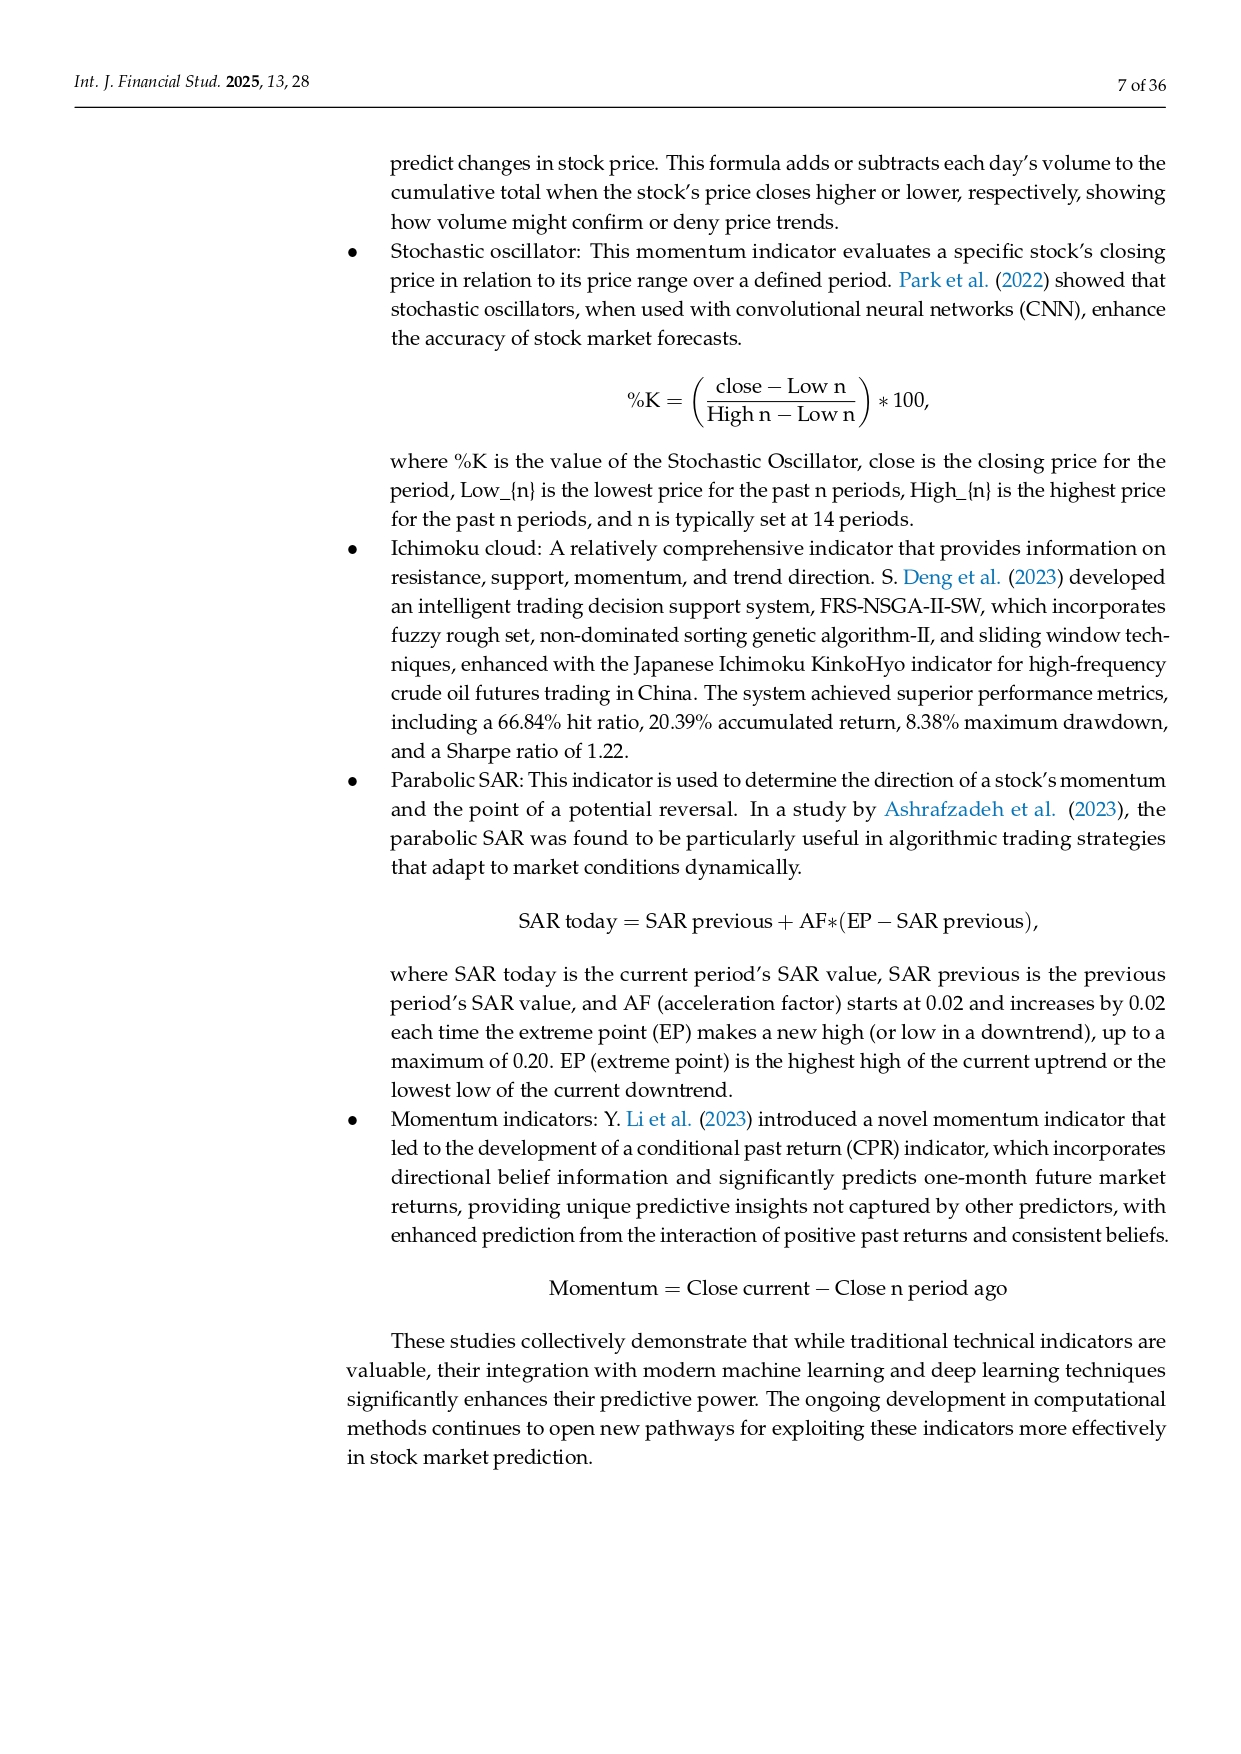 Int. J. Financial Stud. 2025, 13, 28
7 of 36
predict changes in stock price. This formula adds or subtracts each day’s volume to the
cumulative total when the stock’s price closes higher or lower, respectively, showing
how volume might confirm or deny price trends.
● Stochastic oscillator: This momentum indicator evaluates a specific stock’s closing
price in relation to its price range over a defined period. Park et al. (2022) showed that
stochastic oscillators, when used with convolutional neural networks (CNN), enhance
the accuracy of stock market forecasts.
%K = ( close − Low n / High n − Low n ) ∗ 100,
where %K is the value of the Stochastic Oscillator, close is the closing price for the
period, Low_{n} is the lowest price for the past n periods, High_{n} is the highest price
for the past n periods, and n is typically set at 14 periods.
● Ichimoku cloud: A relatively comprehensive indicator that provides information on
resistance, support, momentum, and trend direction. S. Deng et al. (2023) developed
an intelligent trading decision support system, FRS-NSGA-II-SW, which incorporates
fuzzy rough set, non-dominated sorting genetic algorithm-II, and sliding window tech-
niques, enhanced with the Japanese Ichimoku KinkoHyo indicator for high-frequency
crude oil futures trading in China. The system achieved superior performance metrics,
including a 66.84% hit ratio, 20.39% accumulated return, 8.38% maximum drawdown,
and a Sharpe ratio of 1.22.
● Parabolic SAR: This indicator is used to determine the direction of a stock’s momentum
and the point of a potential reversal. In a study by Ashrafzadeh et al. (2023), the
parabolic SAR was found to be particularly useful in algorithmic trading strategies
that adapt to market conditions dynamically.
SAR today = SAR previous + AF∗(EP − SAR previous),
where SAR today is the current period’s SAR value, SAR previous is the previous
period’s SAR value, and AF (acceleration factor) starts at 0.02 and increases by 0.02
each time the extreme point (EP) makes a new high (or low in a downtrend), up to a
maximum of 0.20. EP (extreme point) is the highest high of the current uptrend or the
lowest low of the current downtrend.
● Momentum indicators: Y. Li et al. (2023) introduced a novel momentum indicator that
led to the development of a conditional past return (CPR) indicator, which incorporates
directional belief information and significantly predicts one-month future market
returns, providing unique predictive insights not captured by other predictors, with
enhanced prediction from the interaction of positive past returns and consistent beliefs.
Momentum = Close current − Close n period ago
These studies collectively demonstrate that while traditional technical indicators are
valuable, their integration with modern machine learning and deep learning techniques
significantly enhances their predictive power. The ongoing development in computational
methods continues to open new pathways for exploiting these indicators more effectively
in stock market prediction.